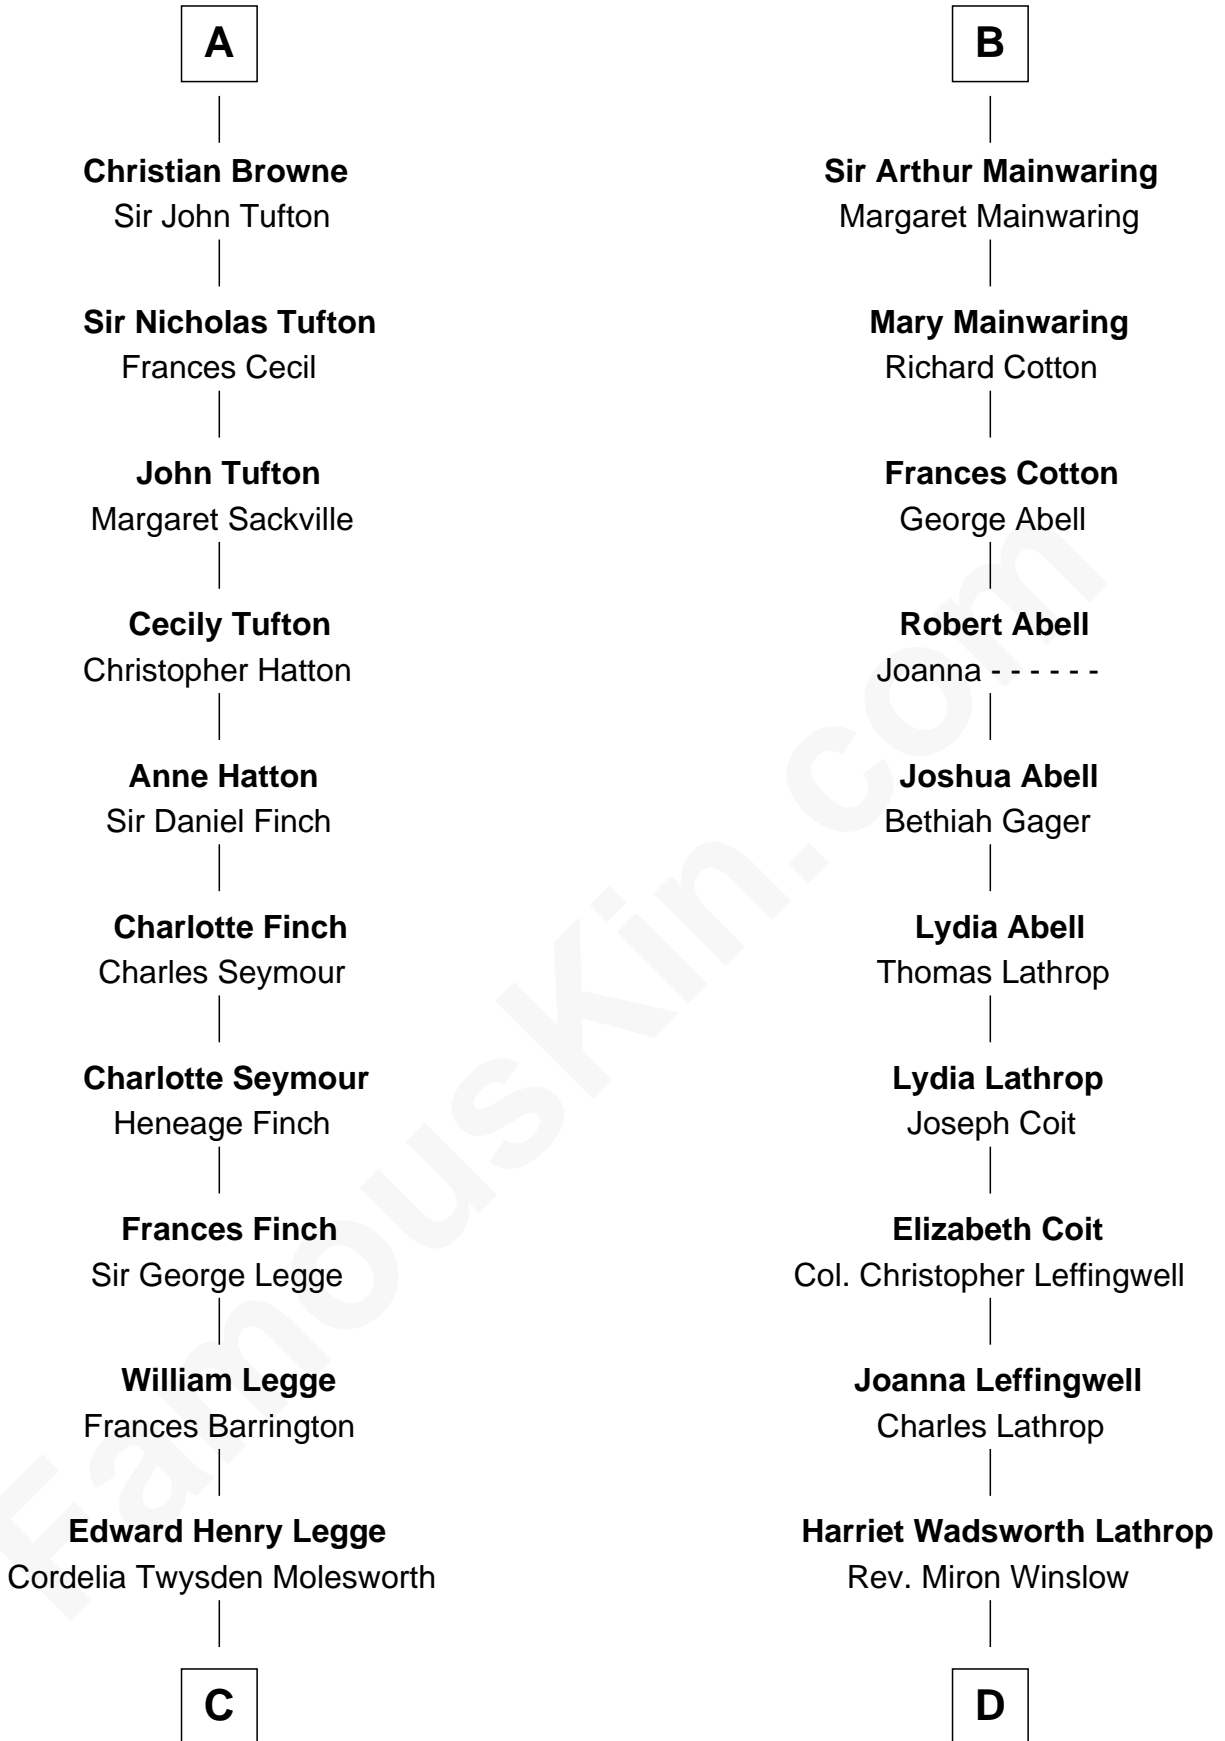 A
Christian Browne
Sir John Tufton
Sir Nicholas Tufton
Frances Cecil
John Tufton
Margaret Sackville
Cecily Tufton
Christopher Hatton
Anne Hatton
Sir Daniel Finch
Charlotte Finch
Charles Seymour
Charlotte Seymour
Heneage Finch
Frances Finch
Sir George Legge
William Legge
Frances Barrington
Edward Henry Legge
Cordelia Twysden Molesworth
C
B
Sir Arthur Mainwaring
Margaret Mainwaring
Mary Mainwaring
Richard Cotton
Frances Cotton
George Abell
Robert Abell
Joanna - - - - - -
Joshua Abell
Bethiah Gager
Lydia Abell
Thomas Lathrop
Lydia Lathrop
Joseph Coit
Elizabeth Coit
Col. Christopher Leffingwell
Joanna Leffingwell
Charles Lathrop
Harriet Wadsworth Lathrop
Rev. Miron Winslow
D
FamousKin.com